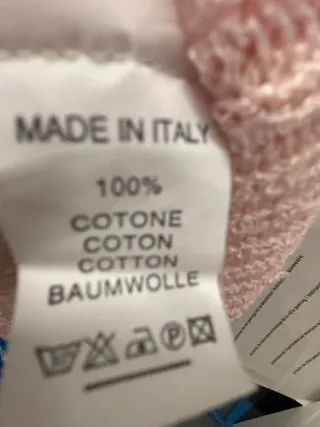 MADE IN ITALY
100%
COTONE
COTON
COTTON
BAUMWOLLE